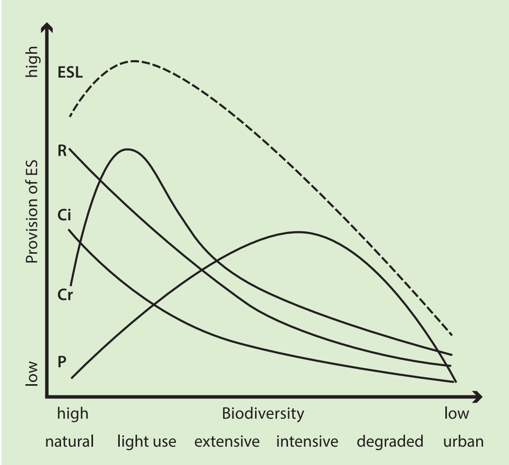 high
ESL
R
Ci
Cr
P
Provision of ES
low
high Biodiversity low
natural light use extensive intensive degraded urban